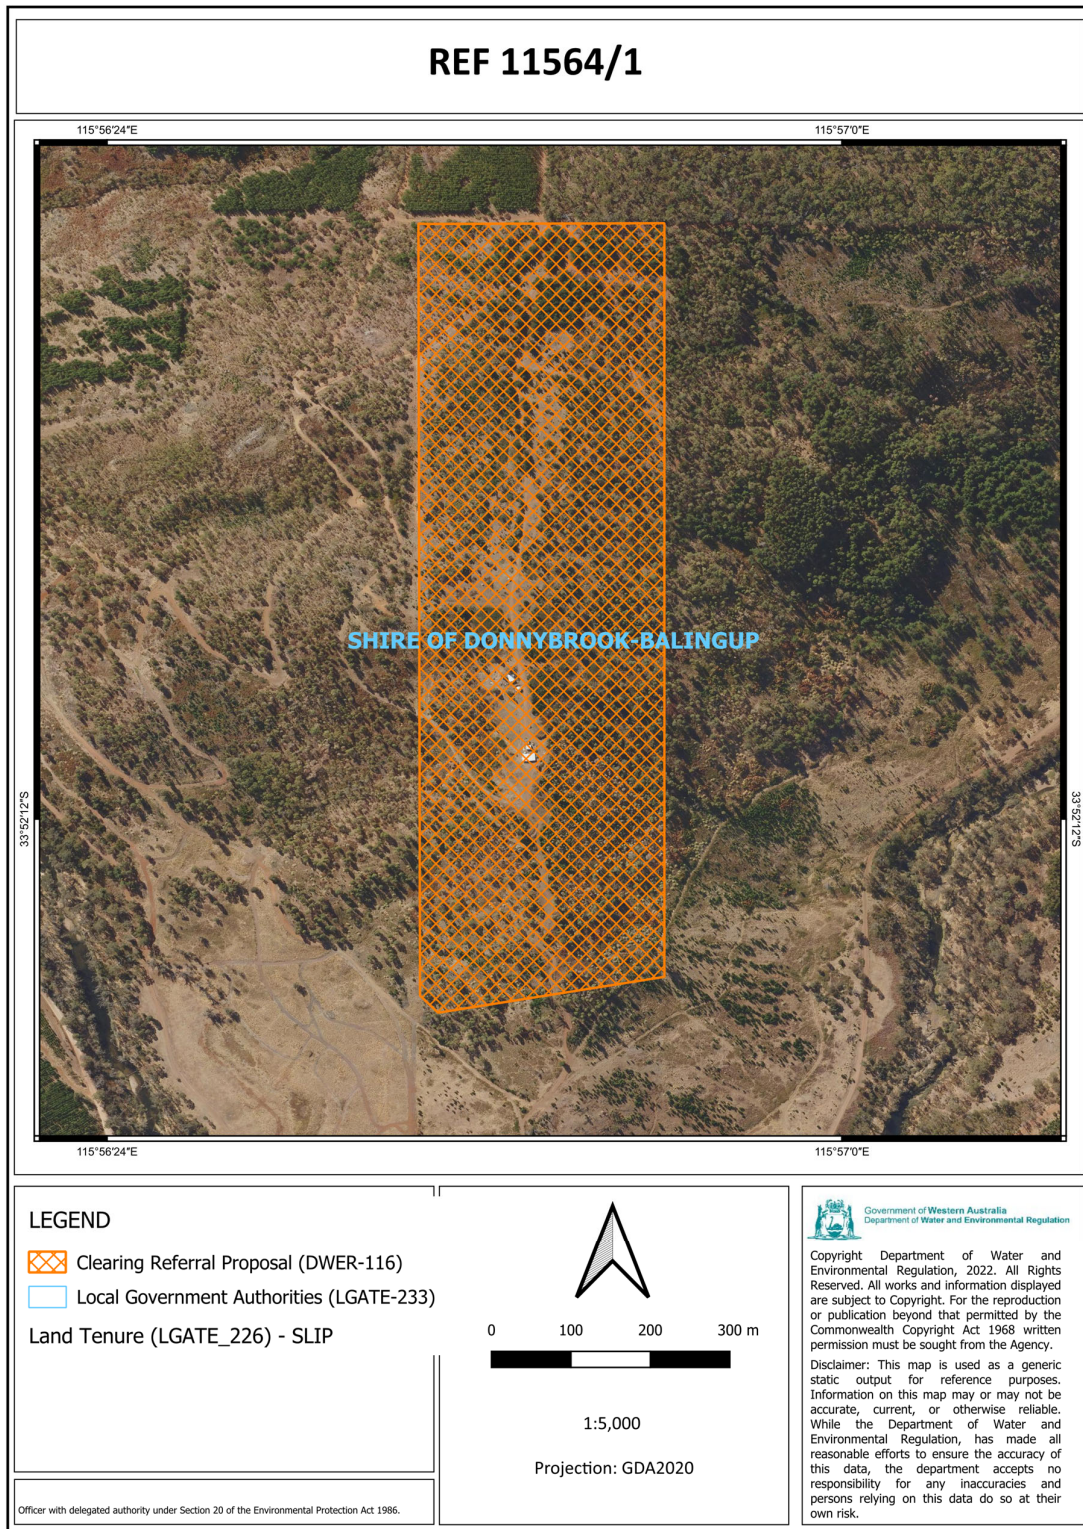 REF 11564/1
115°56'24"E
115°57'0"E
33°52'12"S
33°52'12"S
SHIRE OF DONNYBROOK-BALINGUP
115°56'24"E
115°57'0"E
LEGEND
Clearing Referral Proposal (DWER-116)
Local Government Authorities (LGATE-233)
Land Tenure (LGATE_226) - SLIP
Officer with delegated authority under Section 20 of the Environmental Protection Act 1986.
0 100 200 300 m
1:5,000
Projection: GDA2020
Government of Western Australia
Department of Water and Environmental Regulation
Copyright Department of Water and
Environmental Regulation, 2022. All Rights
Reserved. All works and information displayed
are subject to Copyright. For the reproduction
or publication beyond that permitted by the
Commonwealth Copyright Act 1968 written
permission must be sought from the Agency.
Disclaimer: This map is used as a generic
static output for reference purposes.
Information on this map may or may not be
accurate, current, or otherwise reliable.
While the Department of Water and
Environmental Regulation, has made all
reasonable efforts to ensure the accuracy of
this data, the department accepts no
responsibility for any inaccuracies and
persons relying on this data do so at their
own risk.